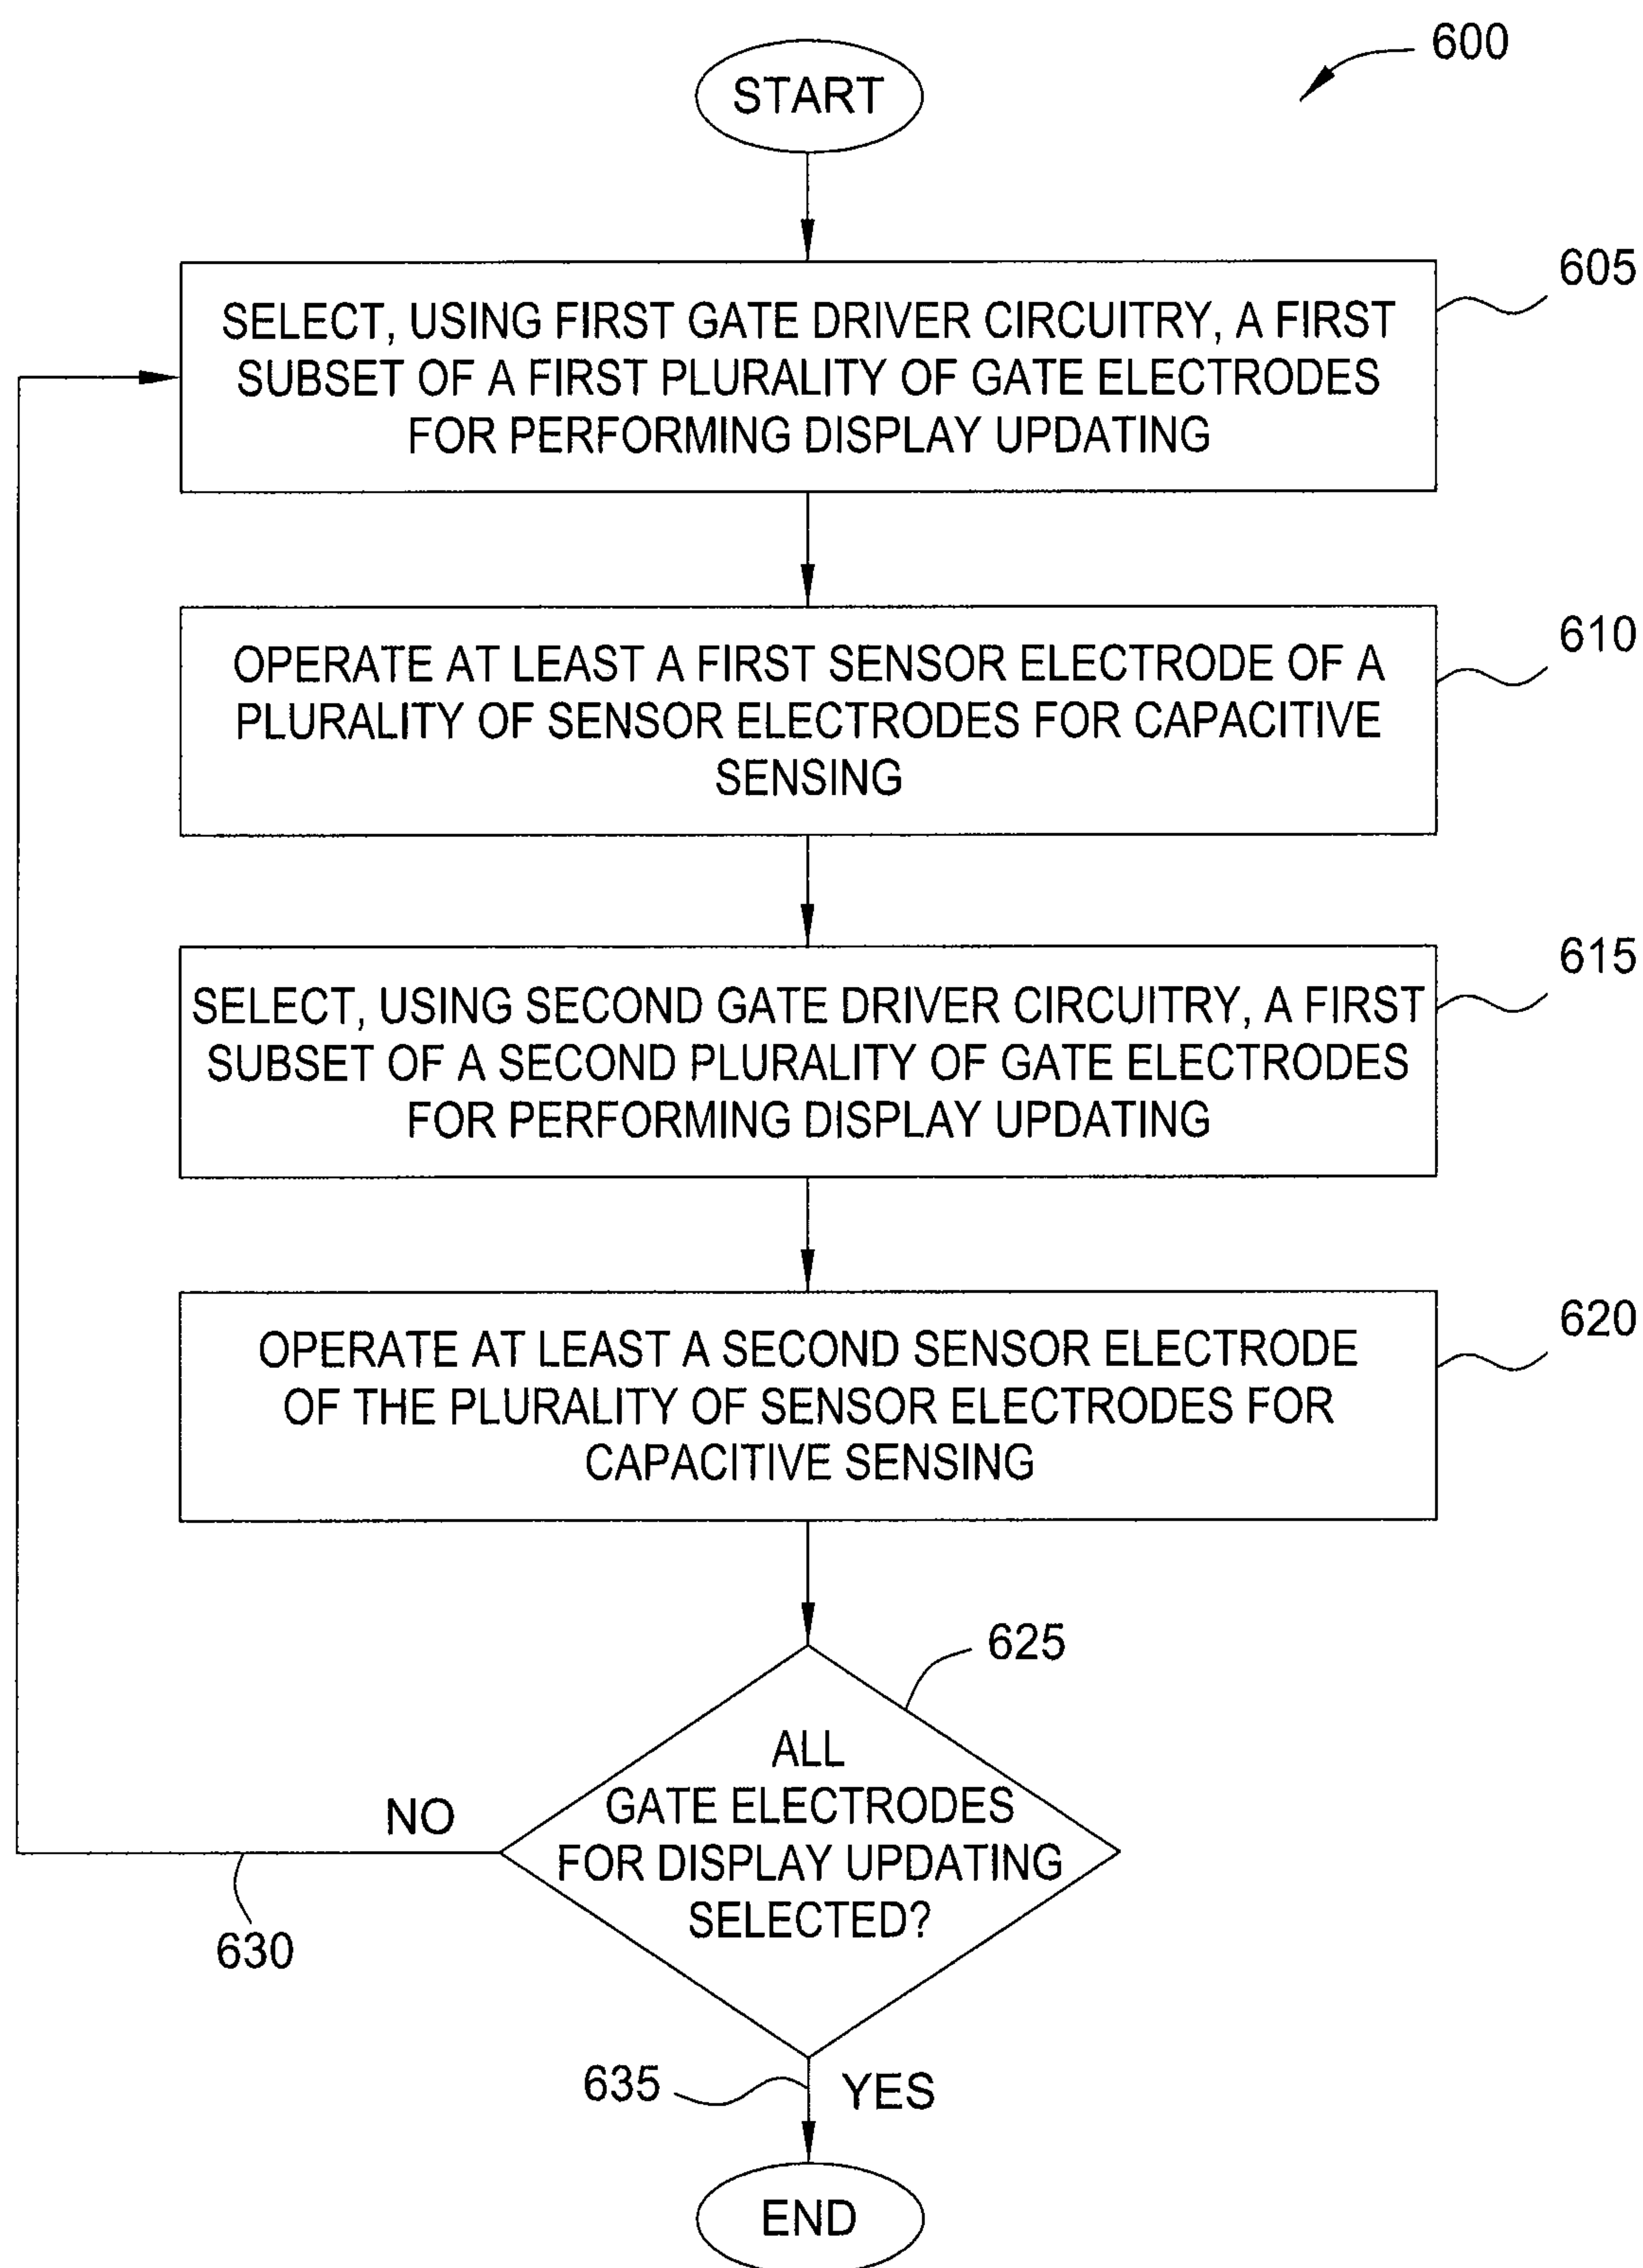 600
START
605
SELECT, USING FIRST GATE DRIVER CIRCUITRY, A FIRST
SUBSET OF A FIRST PLURALITY OF GATE ELECTRODES
FOR PERFORMING DISPLAY UPDATING
610
OPERATE AT LEAST A FIRST SENSOR ELECTRODE OF A
PLURALITY OF SENSOR ELECTRODES FOR CAPACITIVE
SENSING
615
SELECT, USING SECOND GATE DRIVER CIRCUITRY, A FIRST
SUBSET OF A SECOND PLURALITY OF GATE ELECTRODES
FOR PERFORMING DISPLAY UPDATING
620
OPERATE AT LEAST A SECOND SENSOR ELECTRODE
OF THE PLURALITY OF SENSOR ELECTRODES FOR
CAPACITIVE SENSING
625
ALL
GATE ELECTRODES
FOR DISPLAY UPDATING
SELECTED?
NO
630
635
YES
END